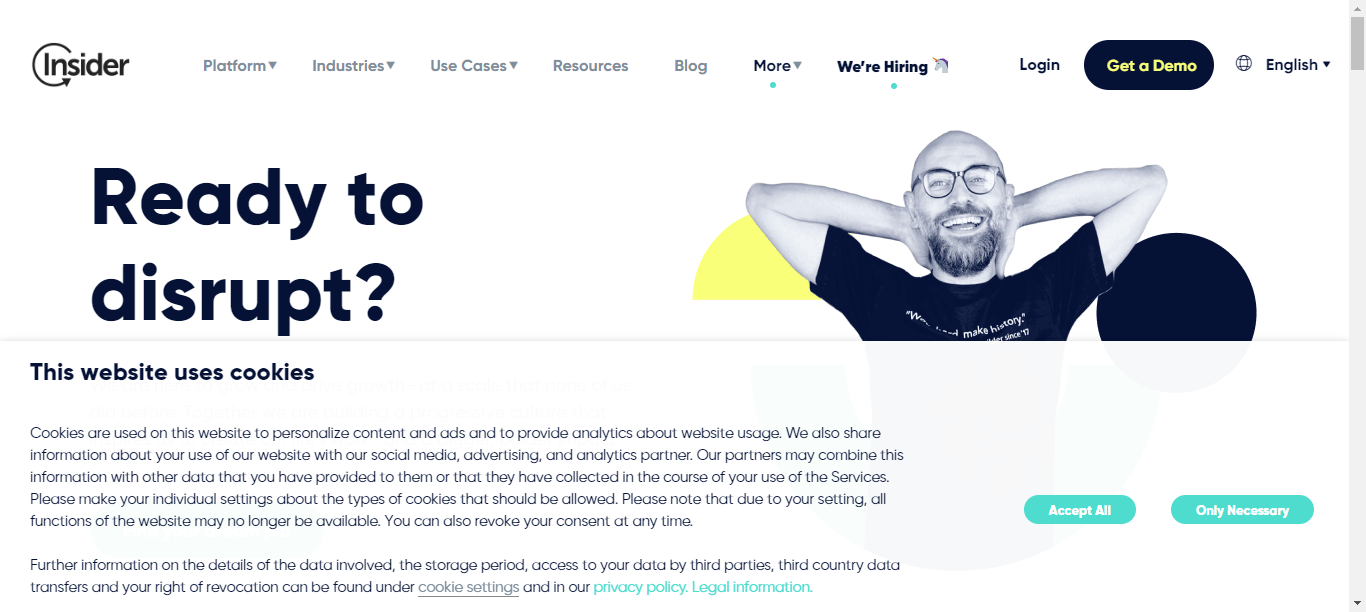 Insider
Platform▾ Industries▾ Use Cases▾ Resources Blog More▾ We're Hiring 🦄 Login Get a Demo English ▾
Ready to
disrupt?
make history."
since '17
This website uses cookies
Cookies are used on this website to personalize content and ads and to provide analytics about website usage. We also share
information about your use of our website with our social media, advertising, and analytics partner. Our partners may combine this
information with other data that you have provided to them or that they have collected in the course of your use of the Services.
Please make your individual settings about the types of cookies that should be allowed. Please note that due to your setting, all
functions of the website may no longer be available. You can also revoke your consent at any time.
Further information on the details of the data involved, the storage period, access to your data by third parties, third country data
transfers and your right of revocation can be found under cookie settings and in our privacy policy. Legal information.
Accept All
Only Necessary